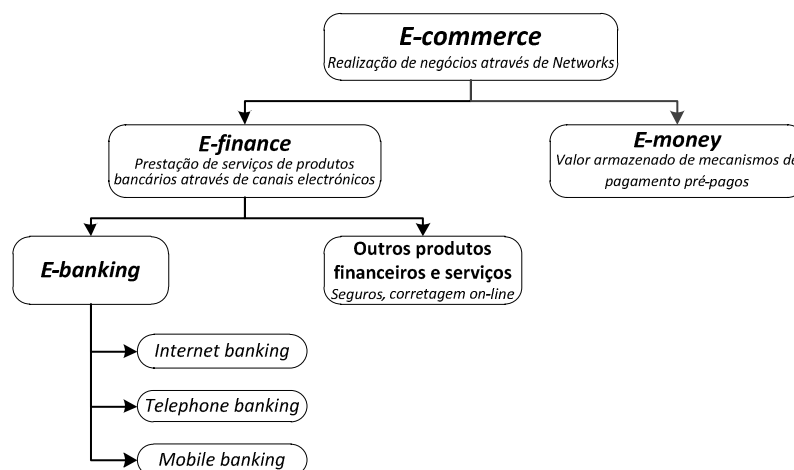 E-commerce
Realização de negócios através de Networks
E-finance
Prestação de serviços de produtos
bancários através de canais electrónicos
E-money
Valor armazenado de mecanismos de
pagamento pré-pagos
E-banking
Outros produtos
financeiros e serviços
Seguros, corretagem on-line
Internet banking
Telephone banking
Mobile banking